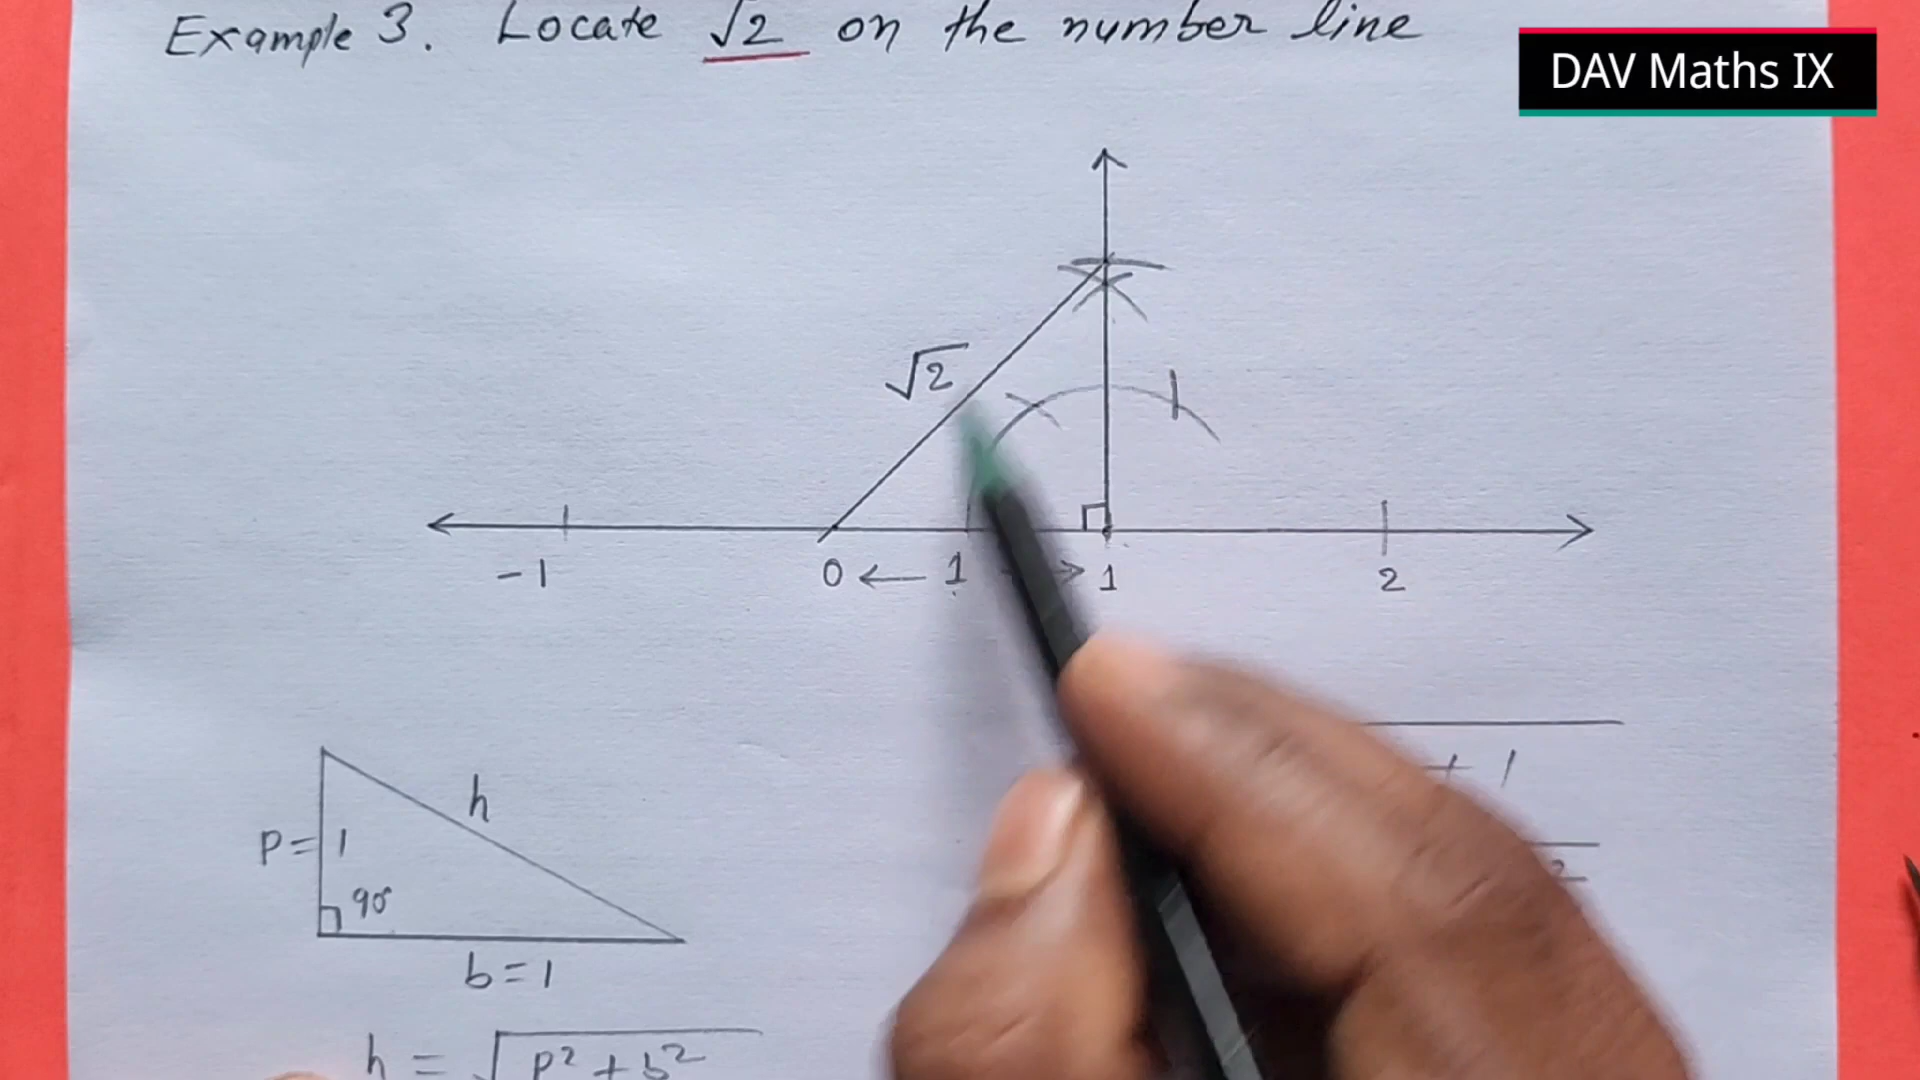 Example 3. Locate √2 on the number line
DAV Maths IX
√2
-1 0 ← 1 → 1 2
+ 1
h
P = 1
90°
2
b = 1
h = √P² + b²